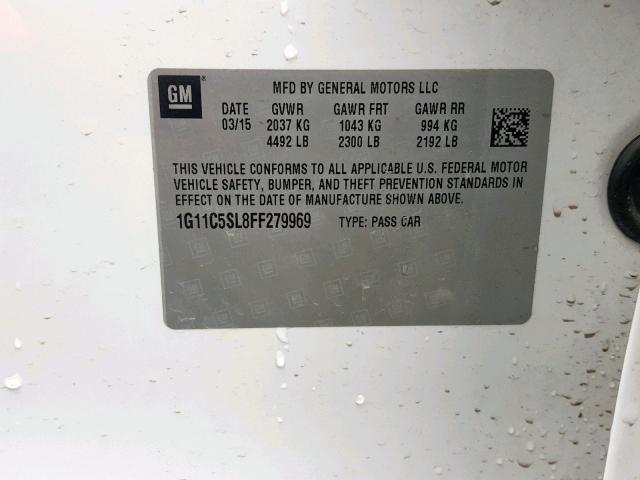 GM
MFD BY GENERAL MOTORS LLC
DATE GVWR GAWR FRT GAWR RR
03/15 2037 KG 1043 KG 994 KG
4492 LB 2300 LB 2192 LB
THIS VEHICLE CONFORMS TO ALL APPLICABLE U.S. FEDERAL MOTOR
VEHICLE SAFETY, BUMPER, AND THEFT PREVENTION STANDARDS IN
EFFECT ON THE DATE OF MANUFACTURE SHOWN ABOVE.
1G11C5SL8FF279969 TYPE: PASS CAR